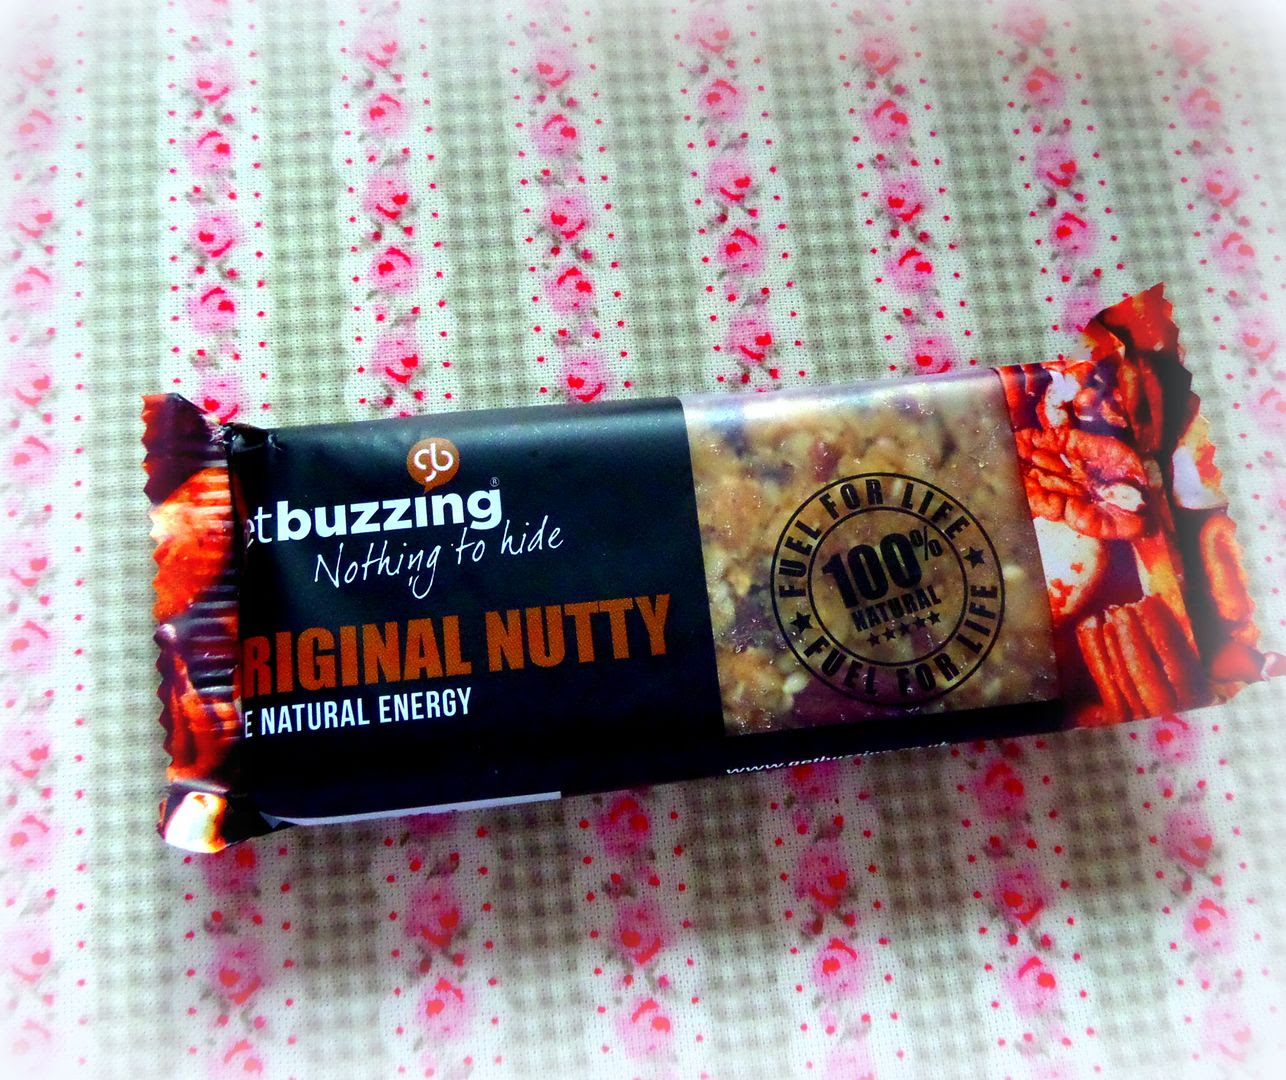 gb
etbuzzing®
Nothing to hide
RIGINAL NUTTY
E NATURAL ENERGY
FUEL FOR LIFE
100%
NATURAL
FUEL FOR LIFE